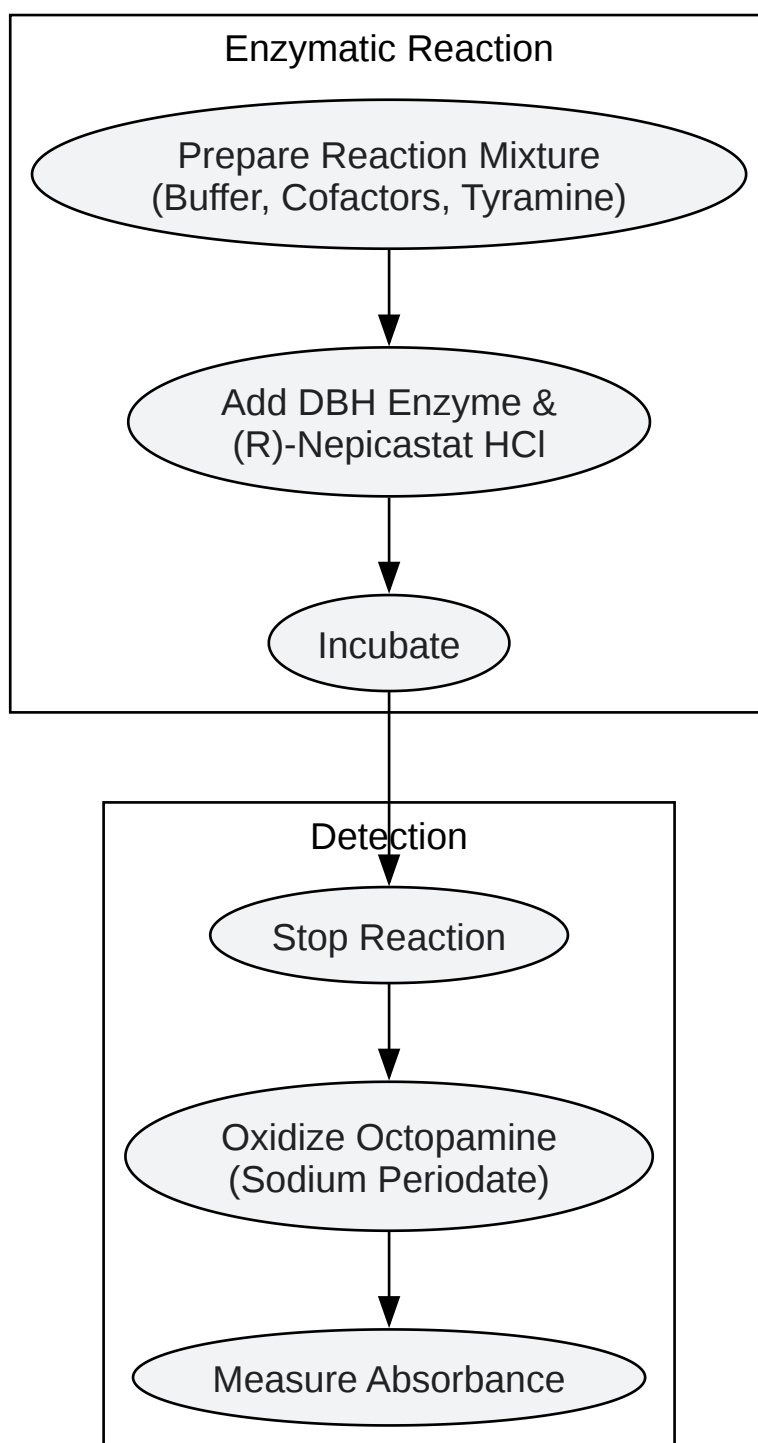 Enzymatic Reaction
Prepare Reaction Mixture
(Buffer, Cofactors, Tyramine)
Add DBH Enzyme &
(R)-Nepicastat HCl
Incubate
Detection
Stop Reaction
Oxidize Octopamine
(Sodium Periodate)
Measure Absorbance